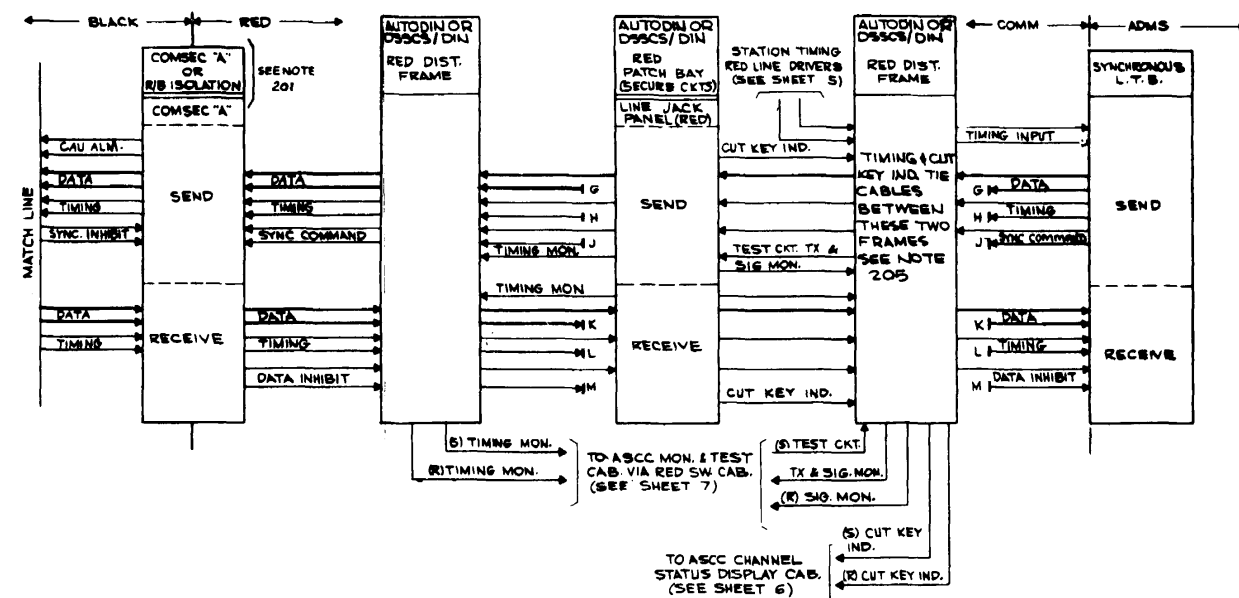 BLACK
RED
COMM
ADMS
COMSEC "A"
OR
R/B ISOLATION
COMSEC "A"
SEE NOTE
201
AUTODIN OR
DSSCS/DIN
RED DIST.
FRAME
AUTODIN OR
DSSCS/DIN
RED
PATCH BAY
(SECURE CKTS)
LINE JACK
PANEL (RED)
STATION TIMING
RED LINE DRIVERS
(SEE SHEET 5)
AUTODIN OR
DSSCS/DIN
RED DIST.
FRAME
SYNCHRONOUS
L.T.B.
MATCH LINE
CAU ALM.
DATA
TIMING
SYNC. INHIBIT
SEND
DATA
TIMING
SYNC COMMAND
G
H
J
TIMING MON.
SEND
CUT KEY IND.
TEST CKT. TX &
SIG MON.
TIMING & CUT
KEY IND. TIE
CABLES
BETWEEN
THESE TWO
FRAMES
SEE NOTE
205
TIMING INPUT
G DATA
H TIMING
J SYNC COMMAND
SEND
DATA
TIMING
RECEIVE
DATA
TIMING
DATA INHIBIT
TIMING MON
K
L
M
RECEIVE
CUT KEY IND.
K DATA
L TIMING
M DATA INHIBIT
RECEIVE
(S) TIMING MON.
(R) TIMING MON.
TO ASCC MON. & TEST
CAB. VIA RED SW. CAB.
(SEE SHEET 7)
(S) TEST CKT.
TX & SIG. MON.
(R) SIG. MON.
TO ASCC CHANNEL
STATUS DISPLAY CAB.
(SEE SHEET 6)
(S) CUT KEY
IND.
(R) CUT KEY IND.